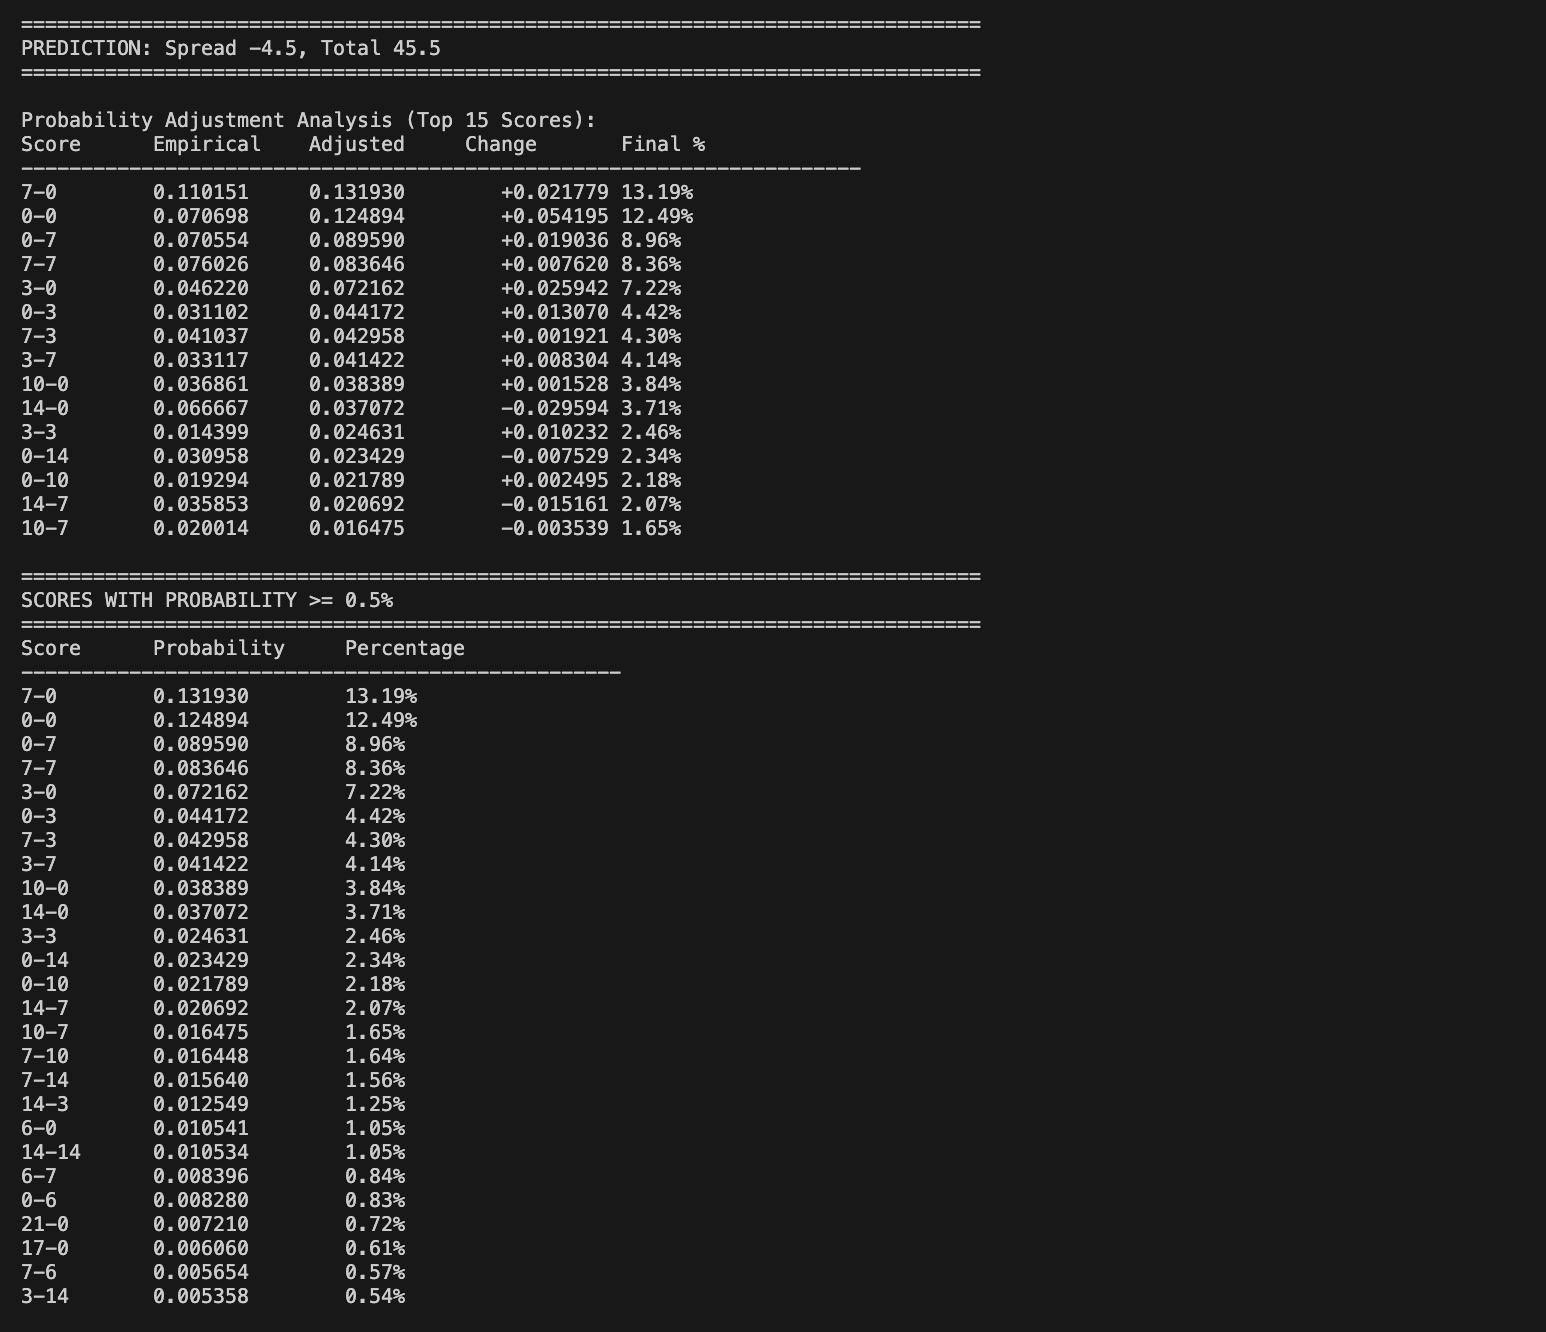 ================================================================================
PREDICTION: Spread -4.5, Total 45.5
================================================================================
Probability Adjustment Analysis (Top 15 Scores):
Score      Empirical    Adjusted     Change       Final %
----------------------------------------------------------------------
7-0        0.110151     0.131930        +0.021779 13.19%
0-0        0.070698     0.124894        +0.054195 12.49%
0-7        0.070554     0.089590        +0.019036 8.96%
7-7        0.076026     0.083646        +0.007620 8.36%
3-0        0.046220     0.072162        +0.025942 7.22%
0-3        0.031102     0.044172        +0.013070 4.42%
7-3        0.041037     0.042958        +0.001921 4.30%
3-7        0.033117     0.041422        +0.008304 4.14%
10-0       0.036861     0.038389        +0.001528 3.84%
14-0       0.066667     0.037072        -0.029594 3.71%
3-3        0.014399     0.024631        +0.010232 2.46%
0-14       0.030958     0.023429        -0.007529 2.34%
0-10       0.019294     0.021789        +0.002495 2.18%
14-7       0.035853     0.020692        -0.015161 2.07%
10-7       0.020014     0.016475        -0.003539 1.65%
================================================================================
SCORES WITH PROBABILITY >= 0.5%
================================================================================
Score      Probability     Percentage
--------------------------------------------------
7-0        0.131930        13.19%
0-0        0.124894        12.49%
0-7        0.089590        8.96%
7-7        0.083646        8.36%
3-0        0.072162        7.22%
0-3        0.044172        4.42%
7-3        0.042958        4.30%
3-7        0.041422        4.14%
10-0       0.038389        3.84%
14-0       0.037072        3.71%
3-3        0.024631        2.46%
0-14       0.023429        2.34%
0-10       0.021789        2.18%
14-7       0.020692        2.07%
10-7       0.016475        1.65%
7-10       0.016448        1.64%
7-14       0.015640        1.56%
14-3       0.012549        1.25%
6-0        0.010541        1.05%
14-14      0.010534        1.05%
6-7        0.008396        0.84%
0-6        0.008280        0.83%
21-0       0.007210        0.72%
17-0       0.006060        0.61%
7-6        0.005654        0.57%
3-14       0.005358        0.54%